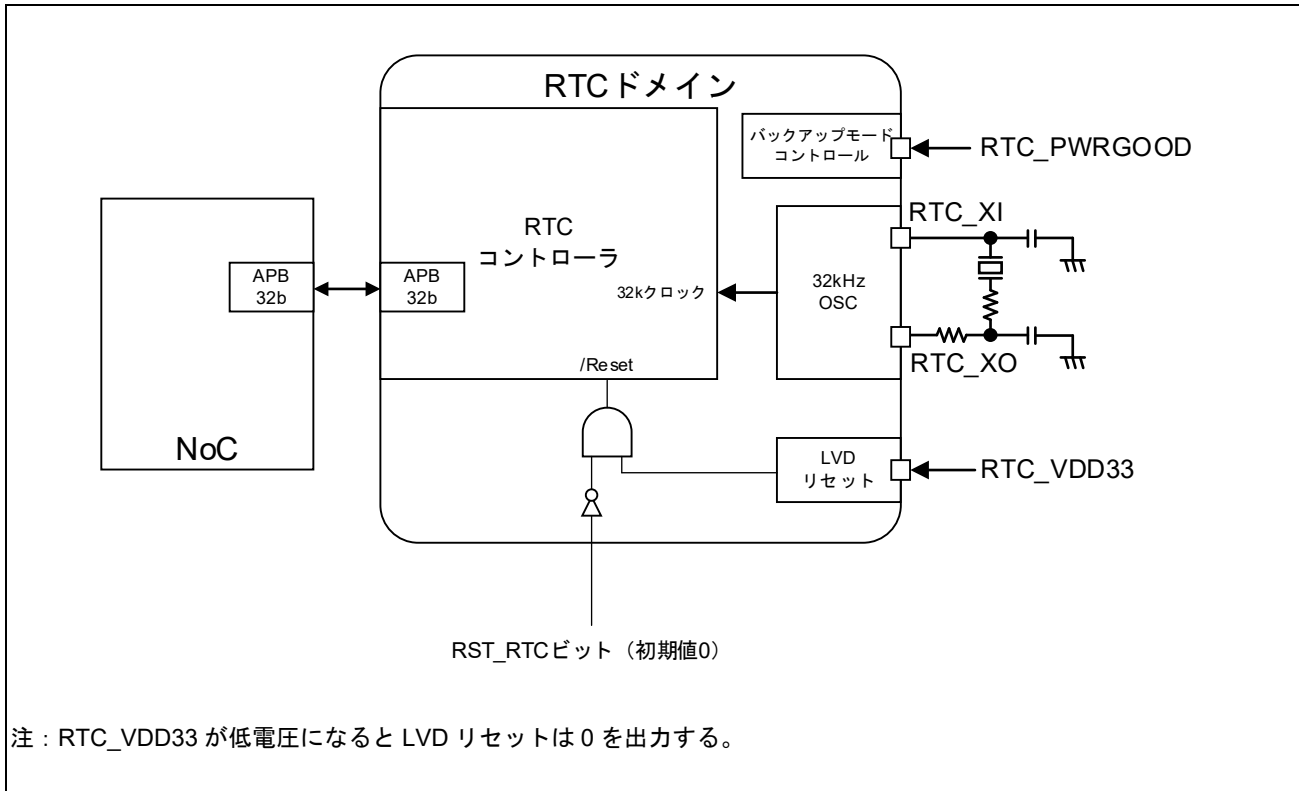 RTCドメイン
バックアップモード
コントロール
RTC_PWRGOOD
RTC_XI
RTC
コントローラ
APB
32b
APB
32b
32kクロック
32kHz
OSC
RTC_XO
/Reset
NoC
LVD
リセット
RTC_VDD33
RST_RTCビット（初期値0）
注：RTC_VDD33 が低電圧になると LVD リセットは 0 を出力する。